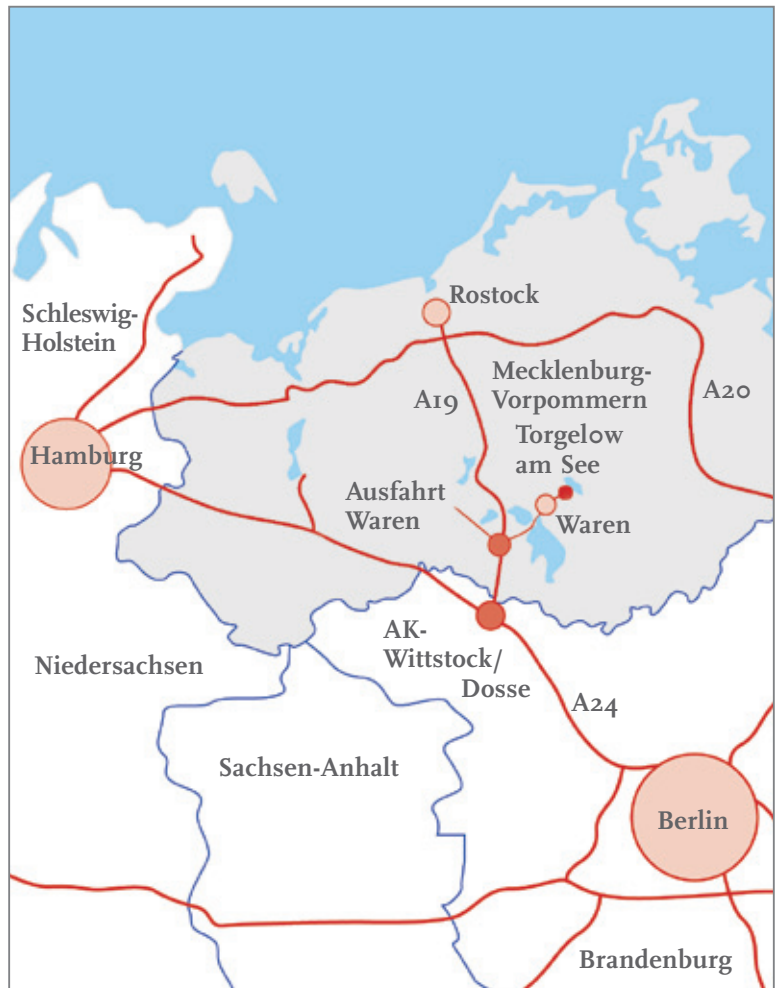 Rostock
Schleswig-
Holstein
Mecklenburg-
Vorpommern
A19
A20
Torgelow
am See
Hamburg
Ausfahrt
Waren
Waren
AK-
Wittstock/
Dosse
Niedersachsen
A24
Sachsen-Anhalt
Berlin
Brandenburg